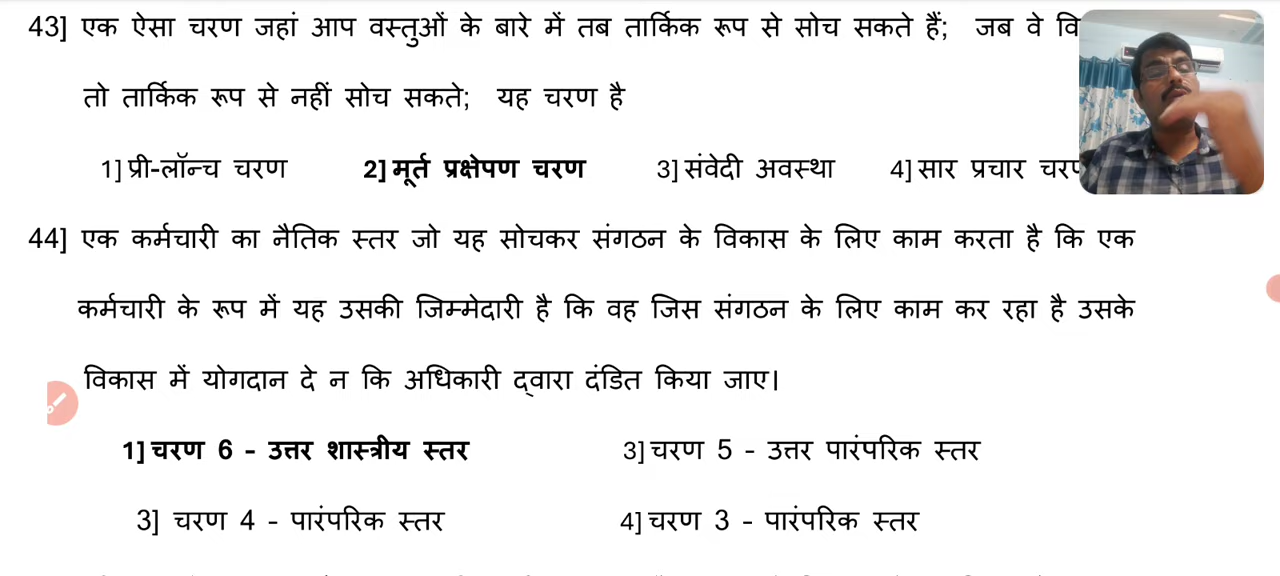 43] एक ऐसा चरण जहां आप वस्तुओं के बारे में तब तार्किक रूप से सोच सकते हैं; जब वे
तो तार्किक रूप से नहीं सोच सकते; यह चरण है
1] प्री-लॉन्च चरण 2] मूर्त प्रक्षेपण चरण 3] संवेदी अवस्था 4] सार प्रचार
44] एक कर्मचारी का नैतिक स्तर जो यह सोचकर संगठन के विकास के लिए काम करता है कि एक
कर्मचारी के रूप में यह उसकी जिम्मेदारी है कि वह जिस संगठन के लिए काम कर रहा है उसके
विकास में योगदान दे न कि अधिकारी द्वारा दंडित किया जाए।
1] चरण 6 - उत्तर शास्त्रीय स्तर 3] चरण 5 - उत्तर पारंपरिक स्तर
3] चरण 4 - पारंपरिक स्तर 4] चरण 3 - पारंपरिक स्तर